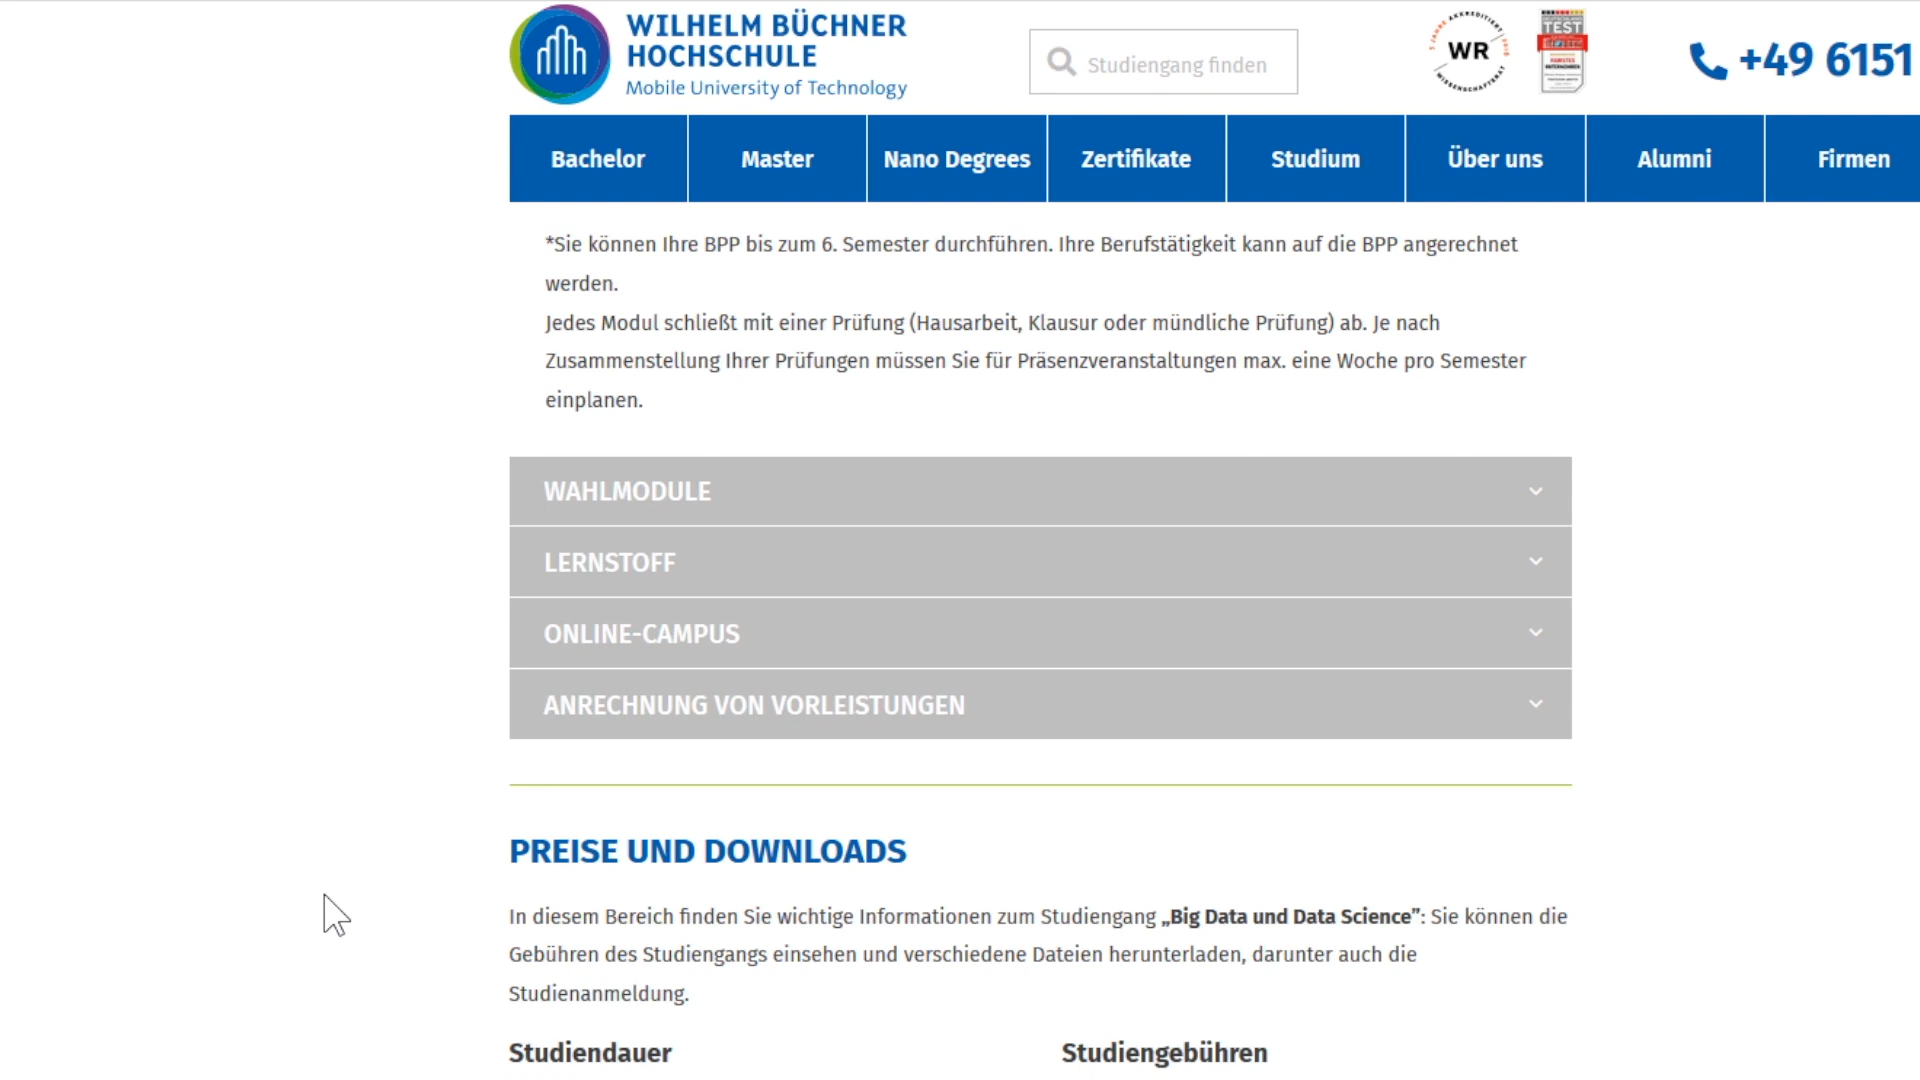 WILHELM BÜCHNER
HOCHSCHULE
Mobile University of Technology
Studiengang finden
AKKREDITIERT
WR
WISSENSCHAFTSRAT
TEST
+49 6151
Bachelor
Master
Nano Degrees
Zertifikate
Studium
Über uns
Alumni
Firmen
*Sie können Ihre BPP bis zum 6. Semester durchführen. Ihre Berufstätigkeit kann auf die BPP angerechnet
werden.
Jedes Modul schließt mit einer Prüfung (Hausarbeit, Klausur oder mündliche Prüfung) ab. Je nach
Zusammenstellung Ihrer Prüfungen müssen Sie für Präsenzveranstaltungen max. eine Woche pro Semester
einplanen.
WAHLMODULE
LERNSTOFF
ONLINE-CAMPUS
ANRECHNUNG VON VORLEISTUNGEN
PREISE UND DOWNLOADS
In diesem Bereich finden Sie wichtige Informationen zum Studiengang „Big Data und Data Science”: Sie können die
Gebühren des Studiengangs einsehen und verschiedene Dateien herunterladen, darunter auch die
Studienanmeldung.
Studiendauer
Studiengebühren